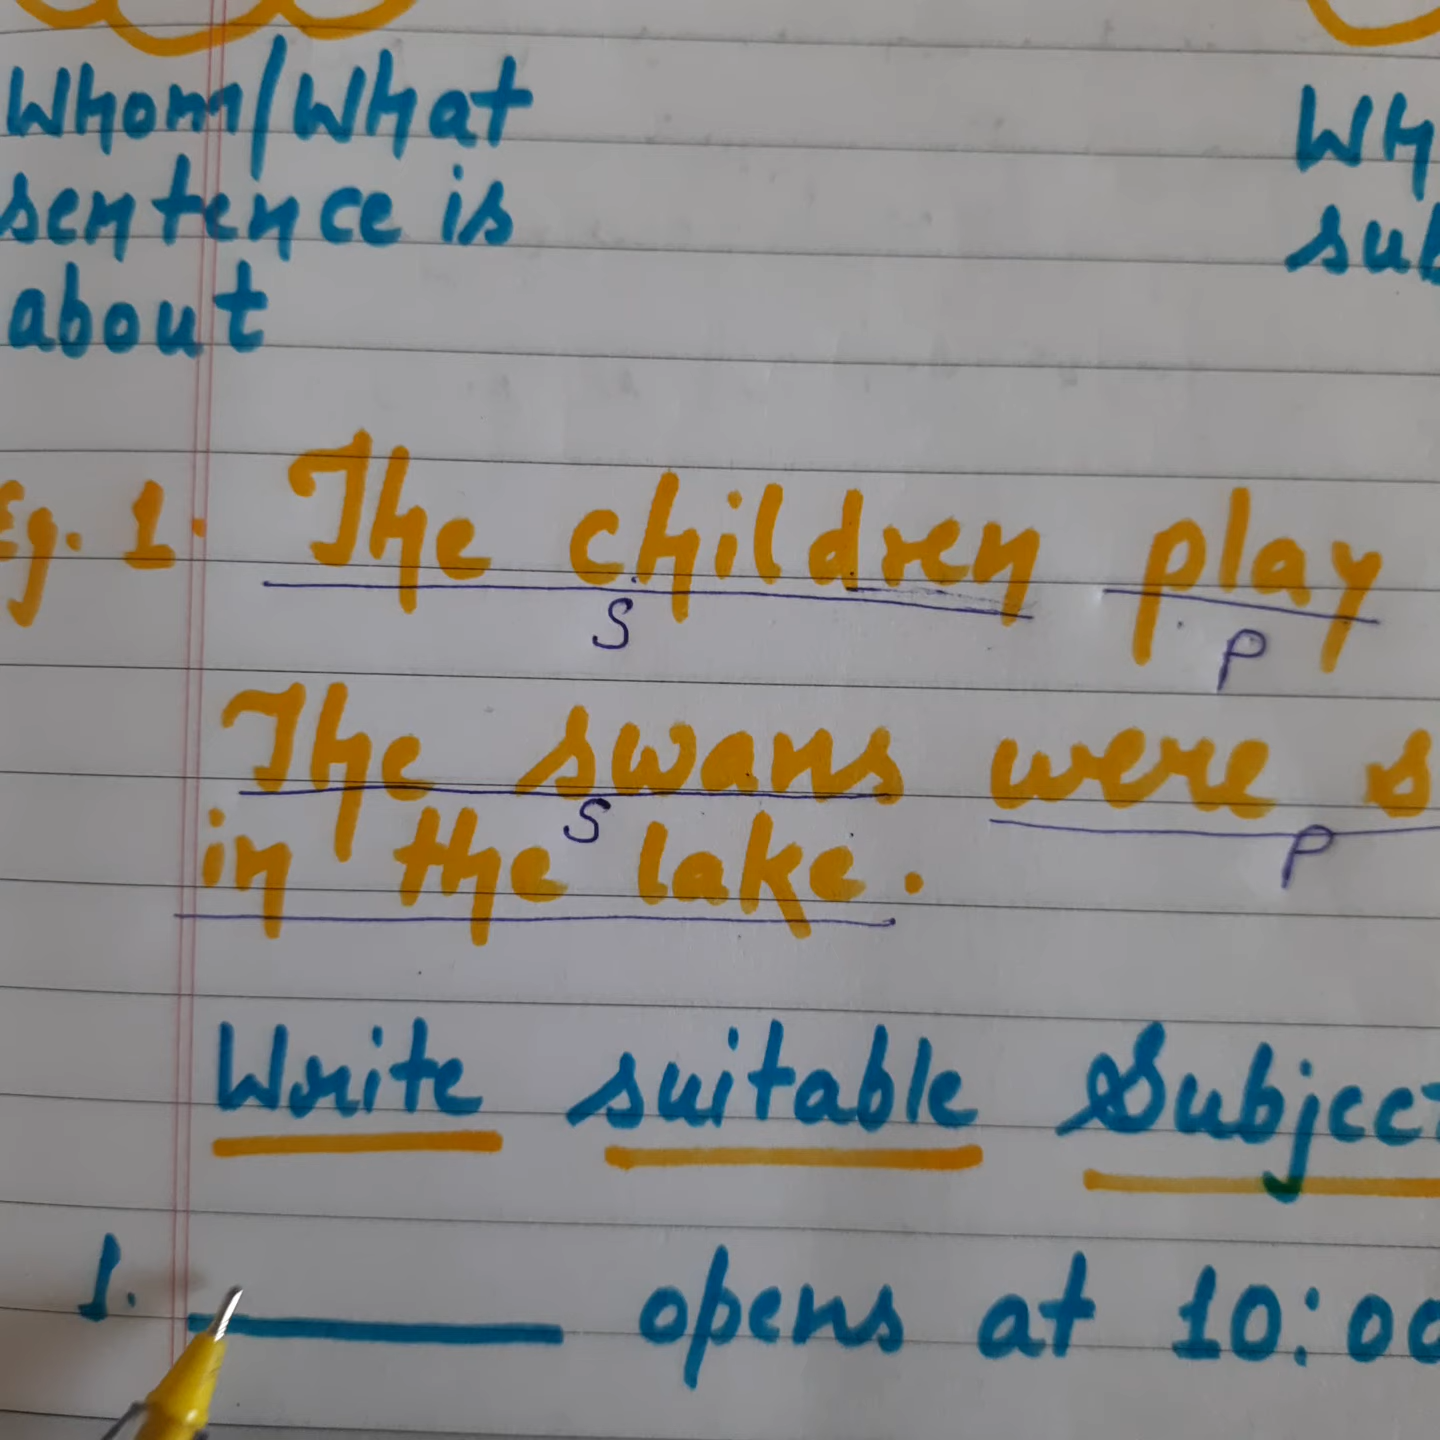 Whom/What
sentence is
about
Wh
sub
Eg. 1. The children play
S P
The swans were s
S P
in the lake.
Write suitable Subject
1. ______ opens at 10:00